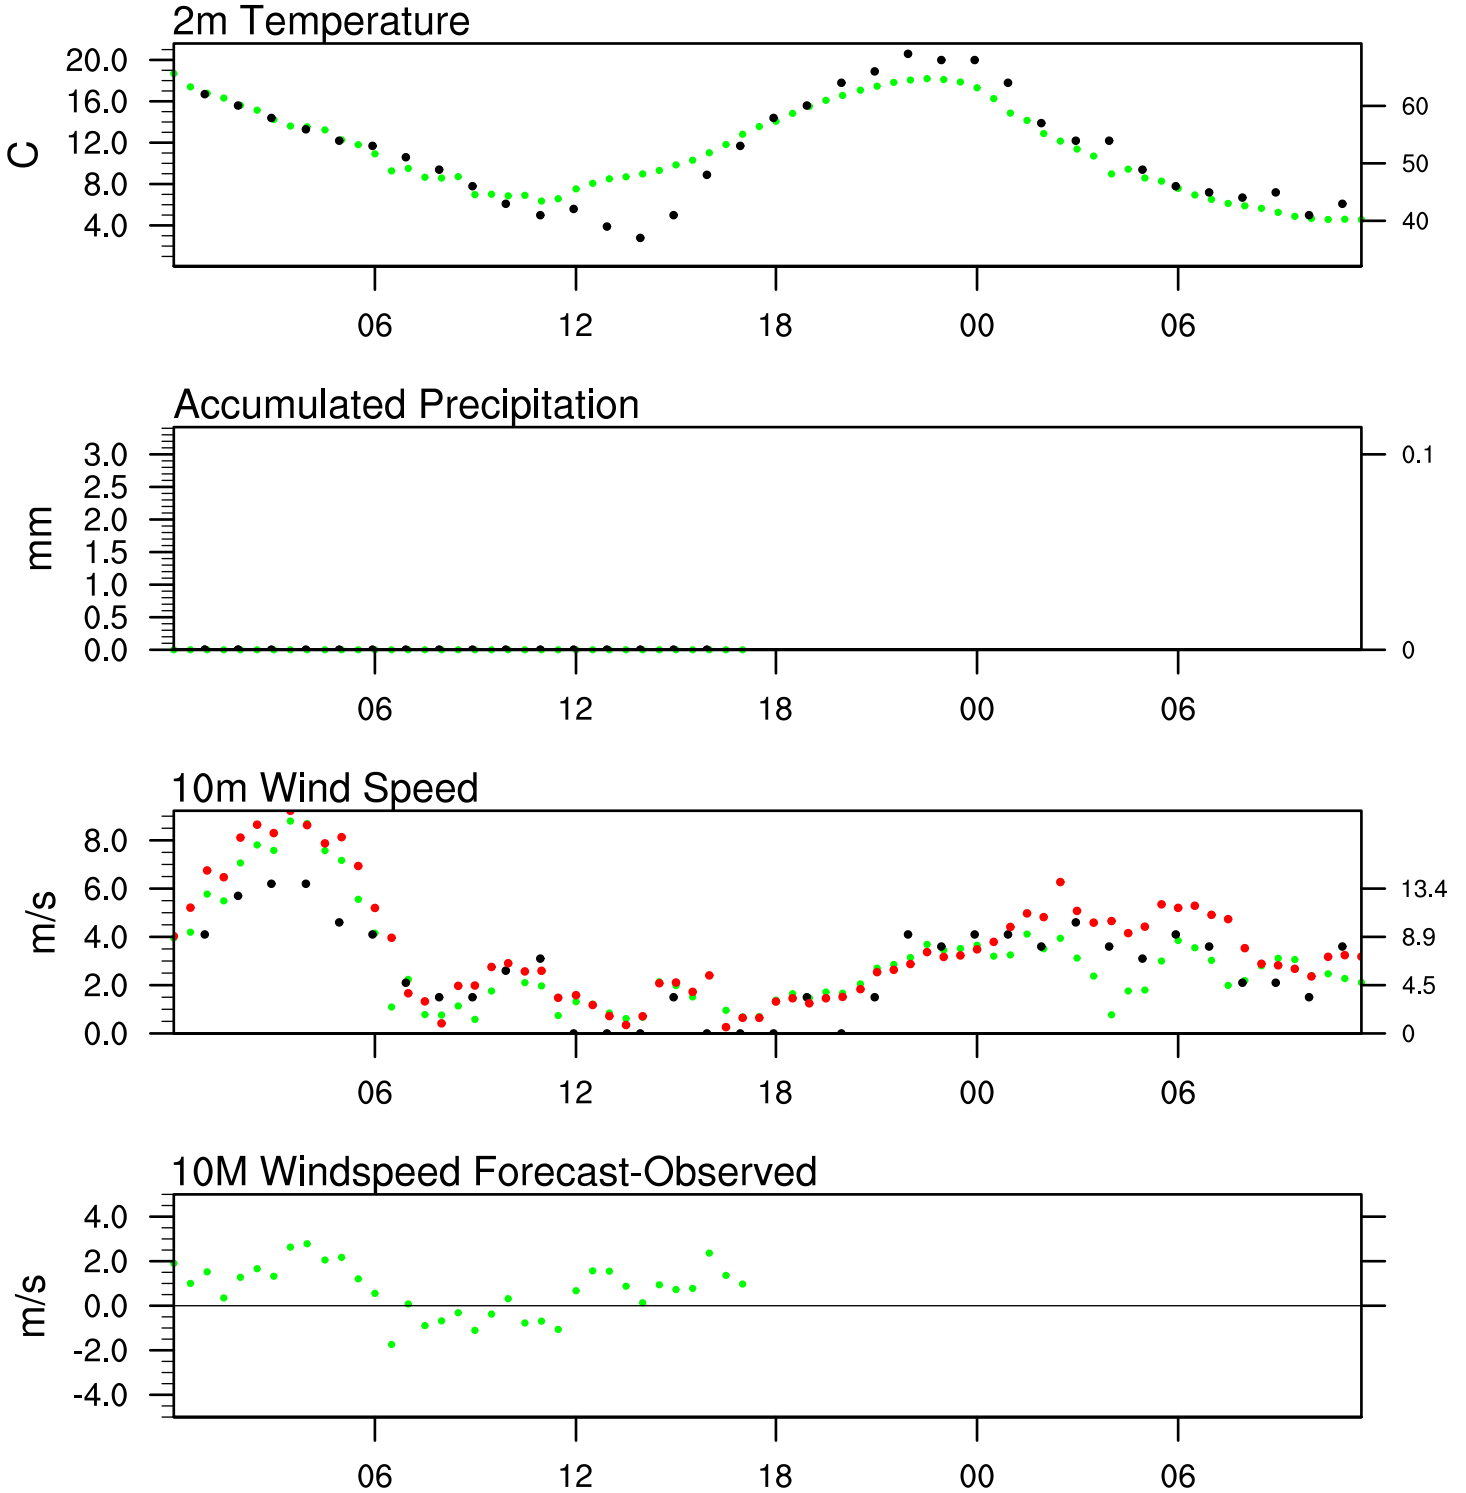 2m Temperature
20.0
16.0
12.0
8.0
4.0
C
60
50
40
06 12 18 00 06
Accumulated Precipitation
3.0
2.5
2.0
1.5
1.0
0.5
0.0
mm
0.1
0
06 12 18 00 06
10m Wind Speed
8.0
6.0
4.0
2.0
0.0
m/s
13.4
8.9
4.5
0
06 12 18 00 06
10M Windspeed Forecast-Observed
4.0
2.0
0.0
-2.0
-4.0
m/s
06 12 18 00 06